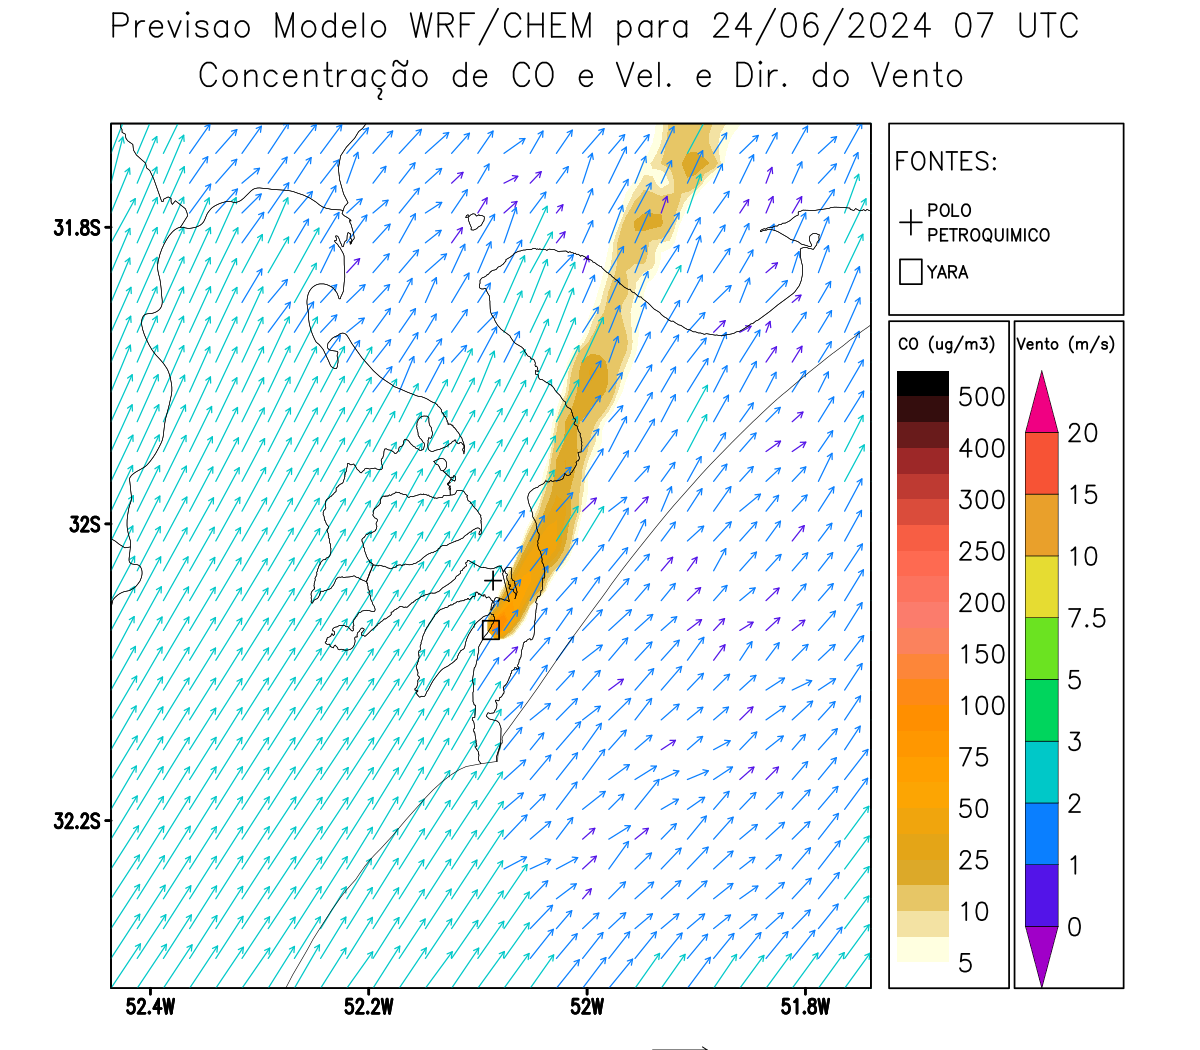 Previsao Modelo WRF/CHEM para 24/06/2024 07 UTC
Concentração de CO e Vel. e Dir. do Vento
FONTES:
POLO
PETROQUIMICO
YARA
31.8S
32S
32.2S
52.4W
52.2W
52W
51.8W
CO (ug/m3)
500
400
300
250
200
150
100
75
50
25
10
5
Vento (m/s)
20
15
10
7.5
5
3
2
1
0